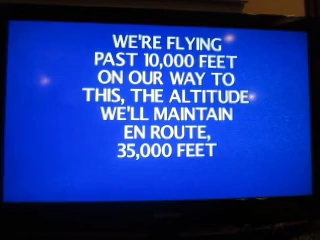 WE'RE FLYING
PAST 10,000 FEET
ON OUR WAY TO
THIS, THE ALTITUDE
WE'LL MAINTAIN
EN ROUTE,
35,000 FEET